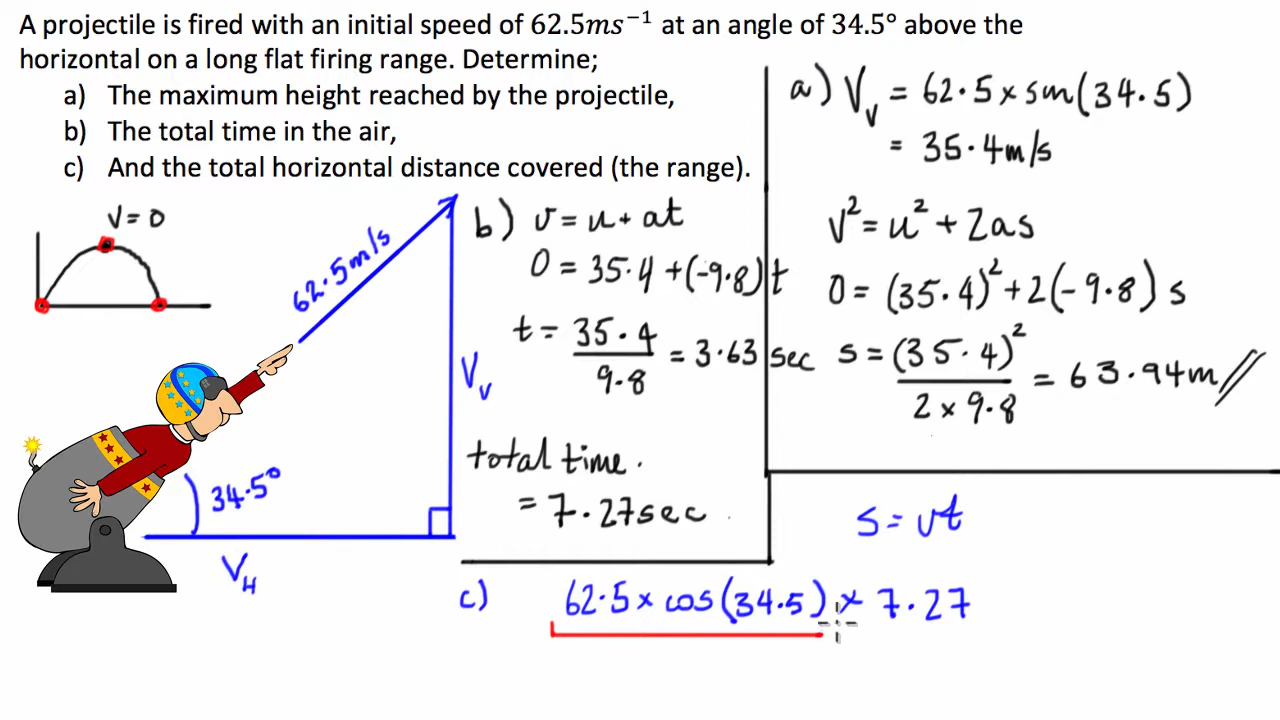 A projectile is fired with an initial speed of 62.5ms⁻¹ at an angle of 34.5° above the
horizontal on a long flat firing range. Determine;
a) The maximum height reached by the projectile,
b) The total time in the air,
c) And the total horizontal distance covered (the range).
V=0
62.5m/s
Vv
34.5°
VH
a) Vv = 62.5 x sin(34.5)
= 35.4m/s
v² = u² + 2as
0 = (35.4)² + 2(-9.8) s
s = (35.4)² / 2 x 9.8 = 63.94m //
b) v = u + at
0 = 35.4 + (-9.8) t
t = 35.4 / 9.8 = 3.63 sec
total time.
= 7.27sec
s = vt
c) 62.5 x cos(34.5) x 7.27